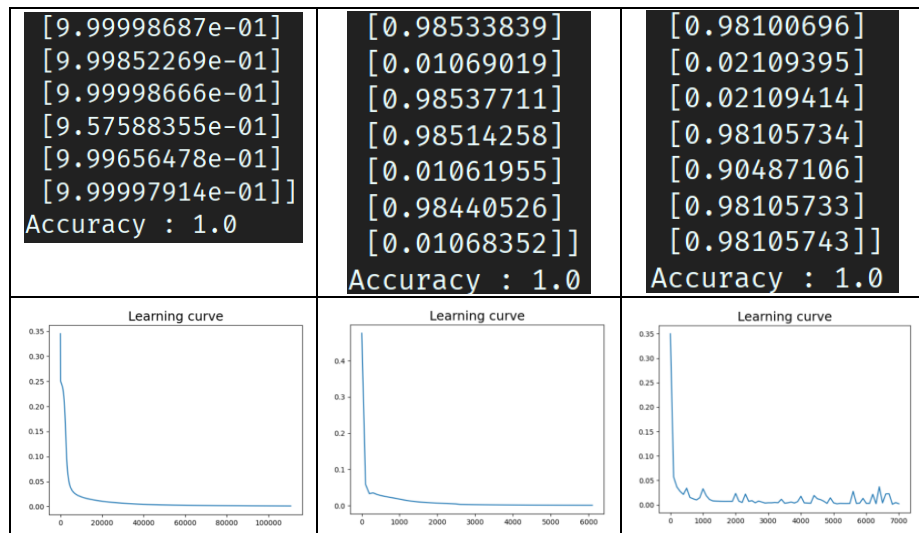 [9.99998687e-01]
[9.99852269e-01]
[9.99998666e-01]
[9.57588355e-01]
[9.99656478e-01]
[9.99997914e-01]]
Accuracy : 1.0
[0.98533839]
[0.01069019]
[0.98537711]
[0.98514258]
[0.01061955]
[0.98440526]
[0.01068352]]
Accuracy : 1.0
[0.98100696]
[0.02109395]
[0.02109414]
[0.98105734]
[0.90487106]
[0.98105733]
[0.98105743]]
Accuracy : 1.0
Learning curve
0.35
0.30
0.25
0.20
0.15
0.10
0.05
0.00
0 20000 40000 60000 80000 100000
Learning curve
0.4
0.3
0.2
0.1
0.0
0 1000 2000 3000 4000 5000 6000
Learning curve
0.35
0.30
0.25
0.20
0.15
0.10
0.05
0.00
0 1000 2000 3000 4000 5000 6000 7000